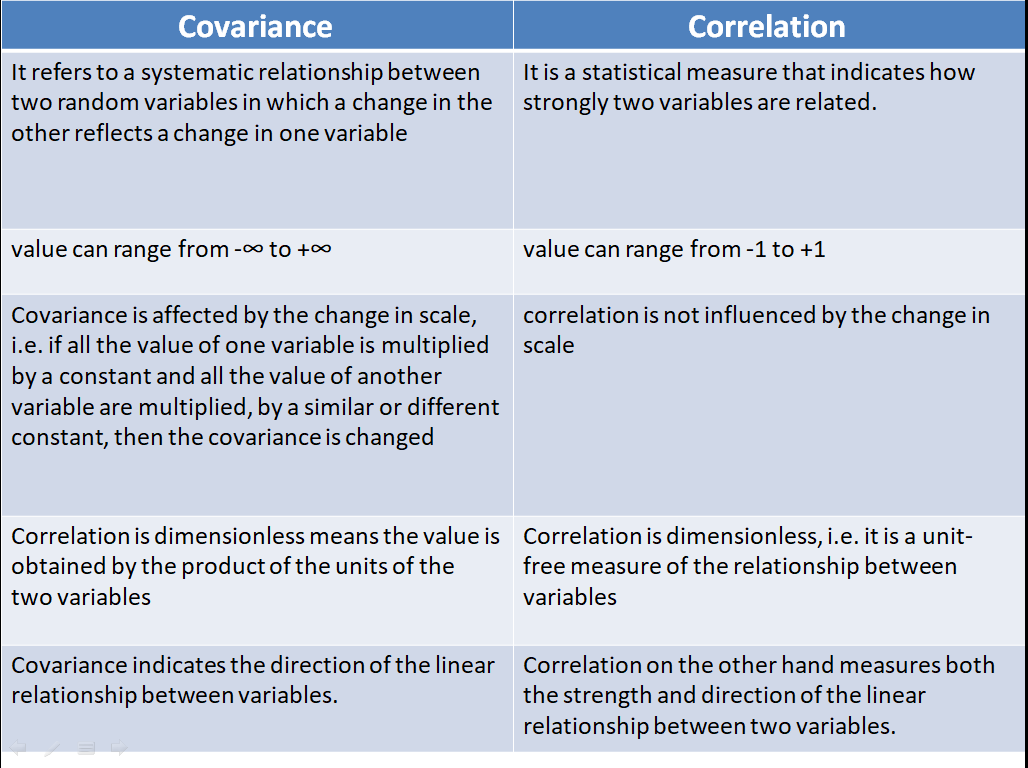 Covariance
Correlation
It refers to a systematic relationship between
two random variables in which a change in the
other reflects a change in one variable
It is a statistical measure that indicates how
strongly two variables are related.
value can range from -∞ to +∞
value can range from -1 to +1
Covariance is affected by the change in scale,
i.e. if all the value of one variable is multiplied
by a constant and all the value of another
variable are multiplied, by a similar or different
constant, then the covariance is changed
correlation is not influenced by the change in
scale
Correlation is dimensionless means the value is
obtained by the product of the units of the
two variables
Correlation is dimensionless, i.e. it is a unit-
free measure of the relationship between
variables
Covariance indicates the direction of the linear
relationship between variables.
Correlation on the other hand measures both
the strength and direction of the linear
relationship between two variables.